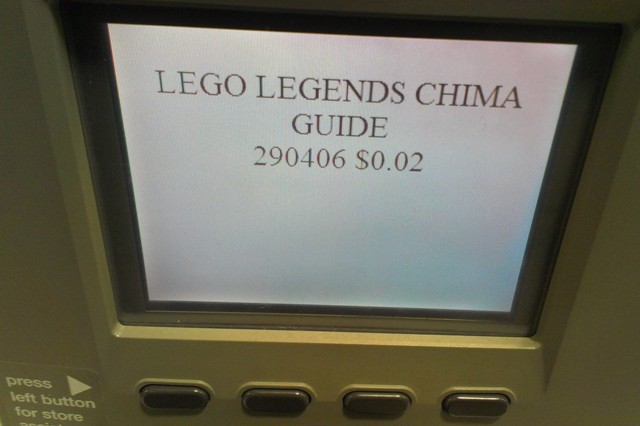 LEGO LEGENDS CHIMA
GUIDE
290406 $0.02
press
left button
for store